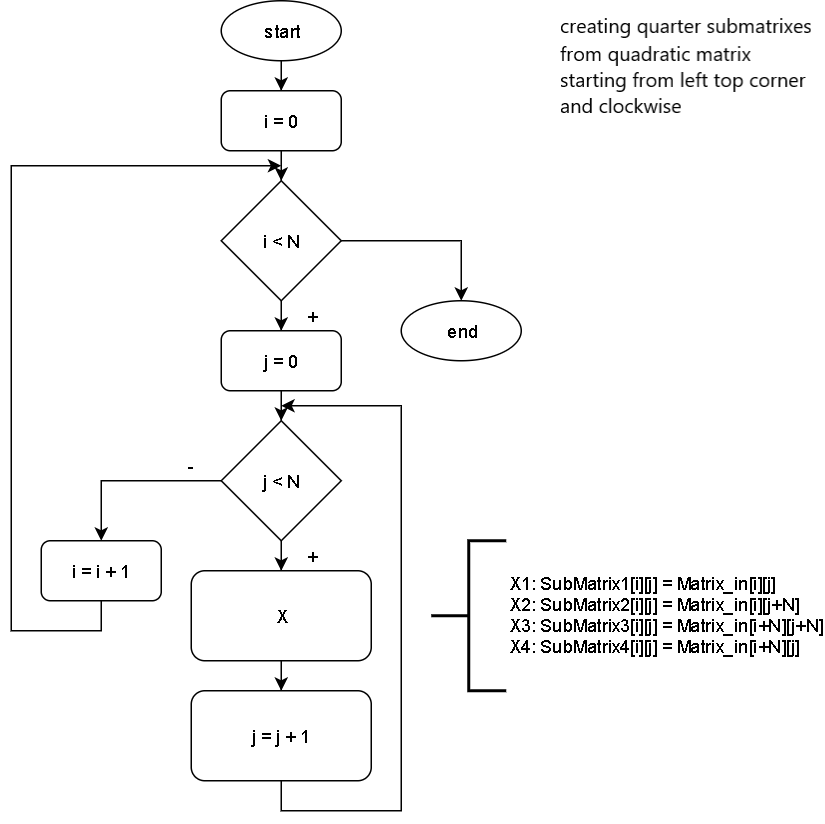 start
creating quarter submatrixes
from quadratic matrix
starting from left top corner
and clockwise
i = 0
i < N
+
end
j = 0
-
j < N
+
i = i + 1
X
X1: SubMatrix1[i][j] = Matrix_in[i][j]
X2: SubMatrix2[i][j] = Matrix_in[i][j+N]
X3: SubMatrix3[i][j] = Matrix_in[i+N][j+N]
X4: SubMatrix4[i][j] = Matrix_in[i+N][j]
j = j + 1